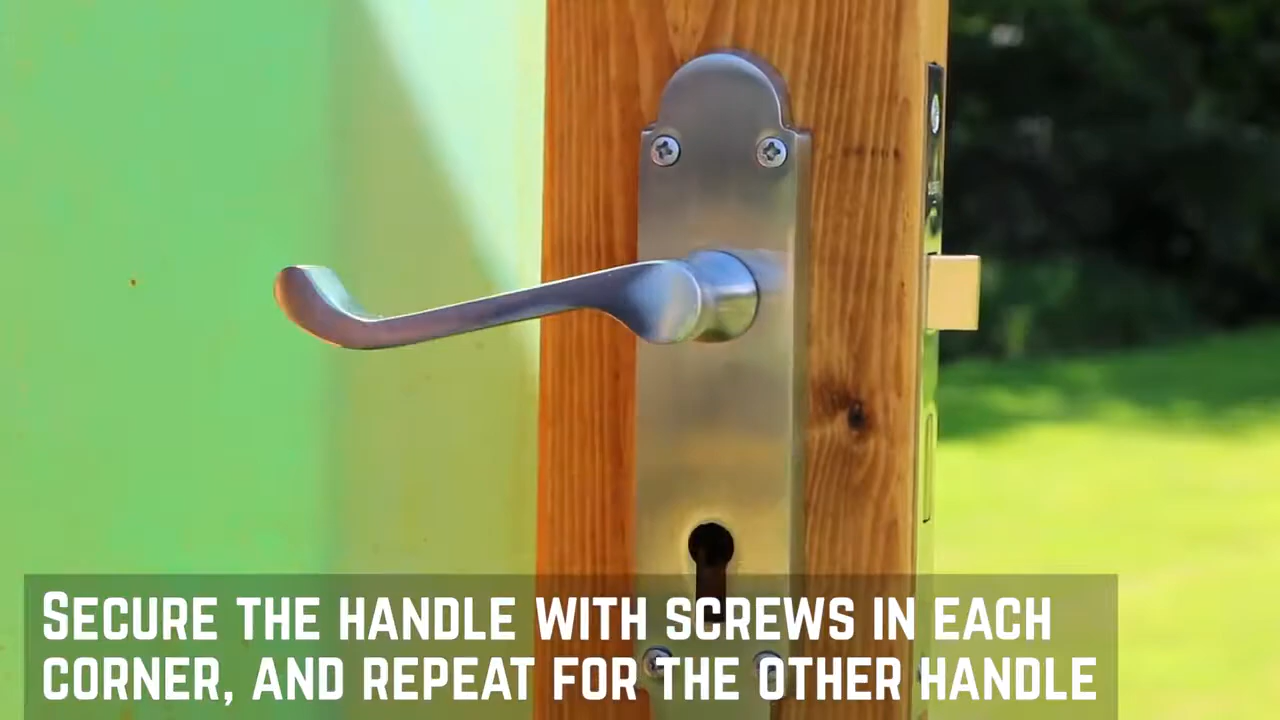 Secure the handle with screws in each
corner, and repeat for the other handle